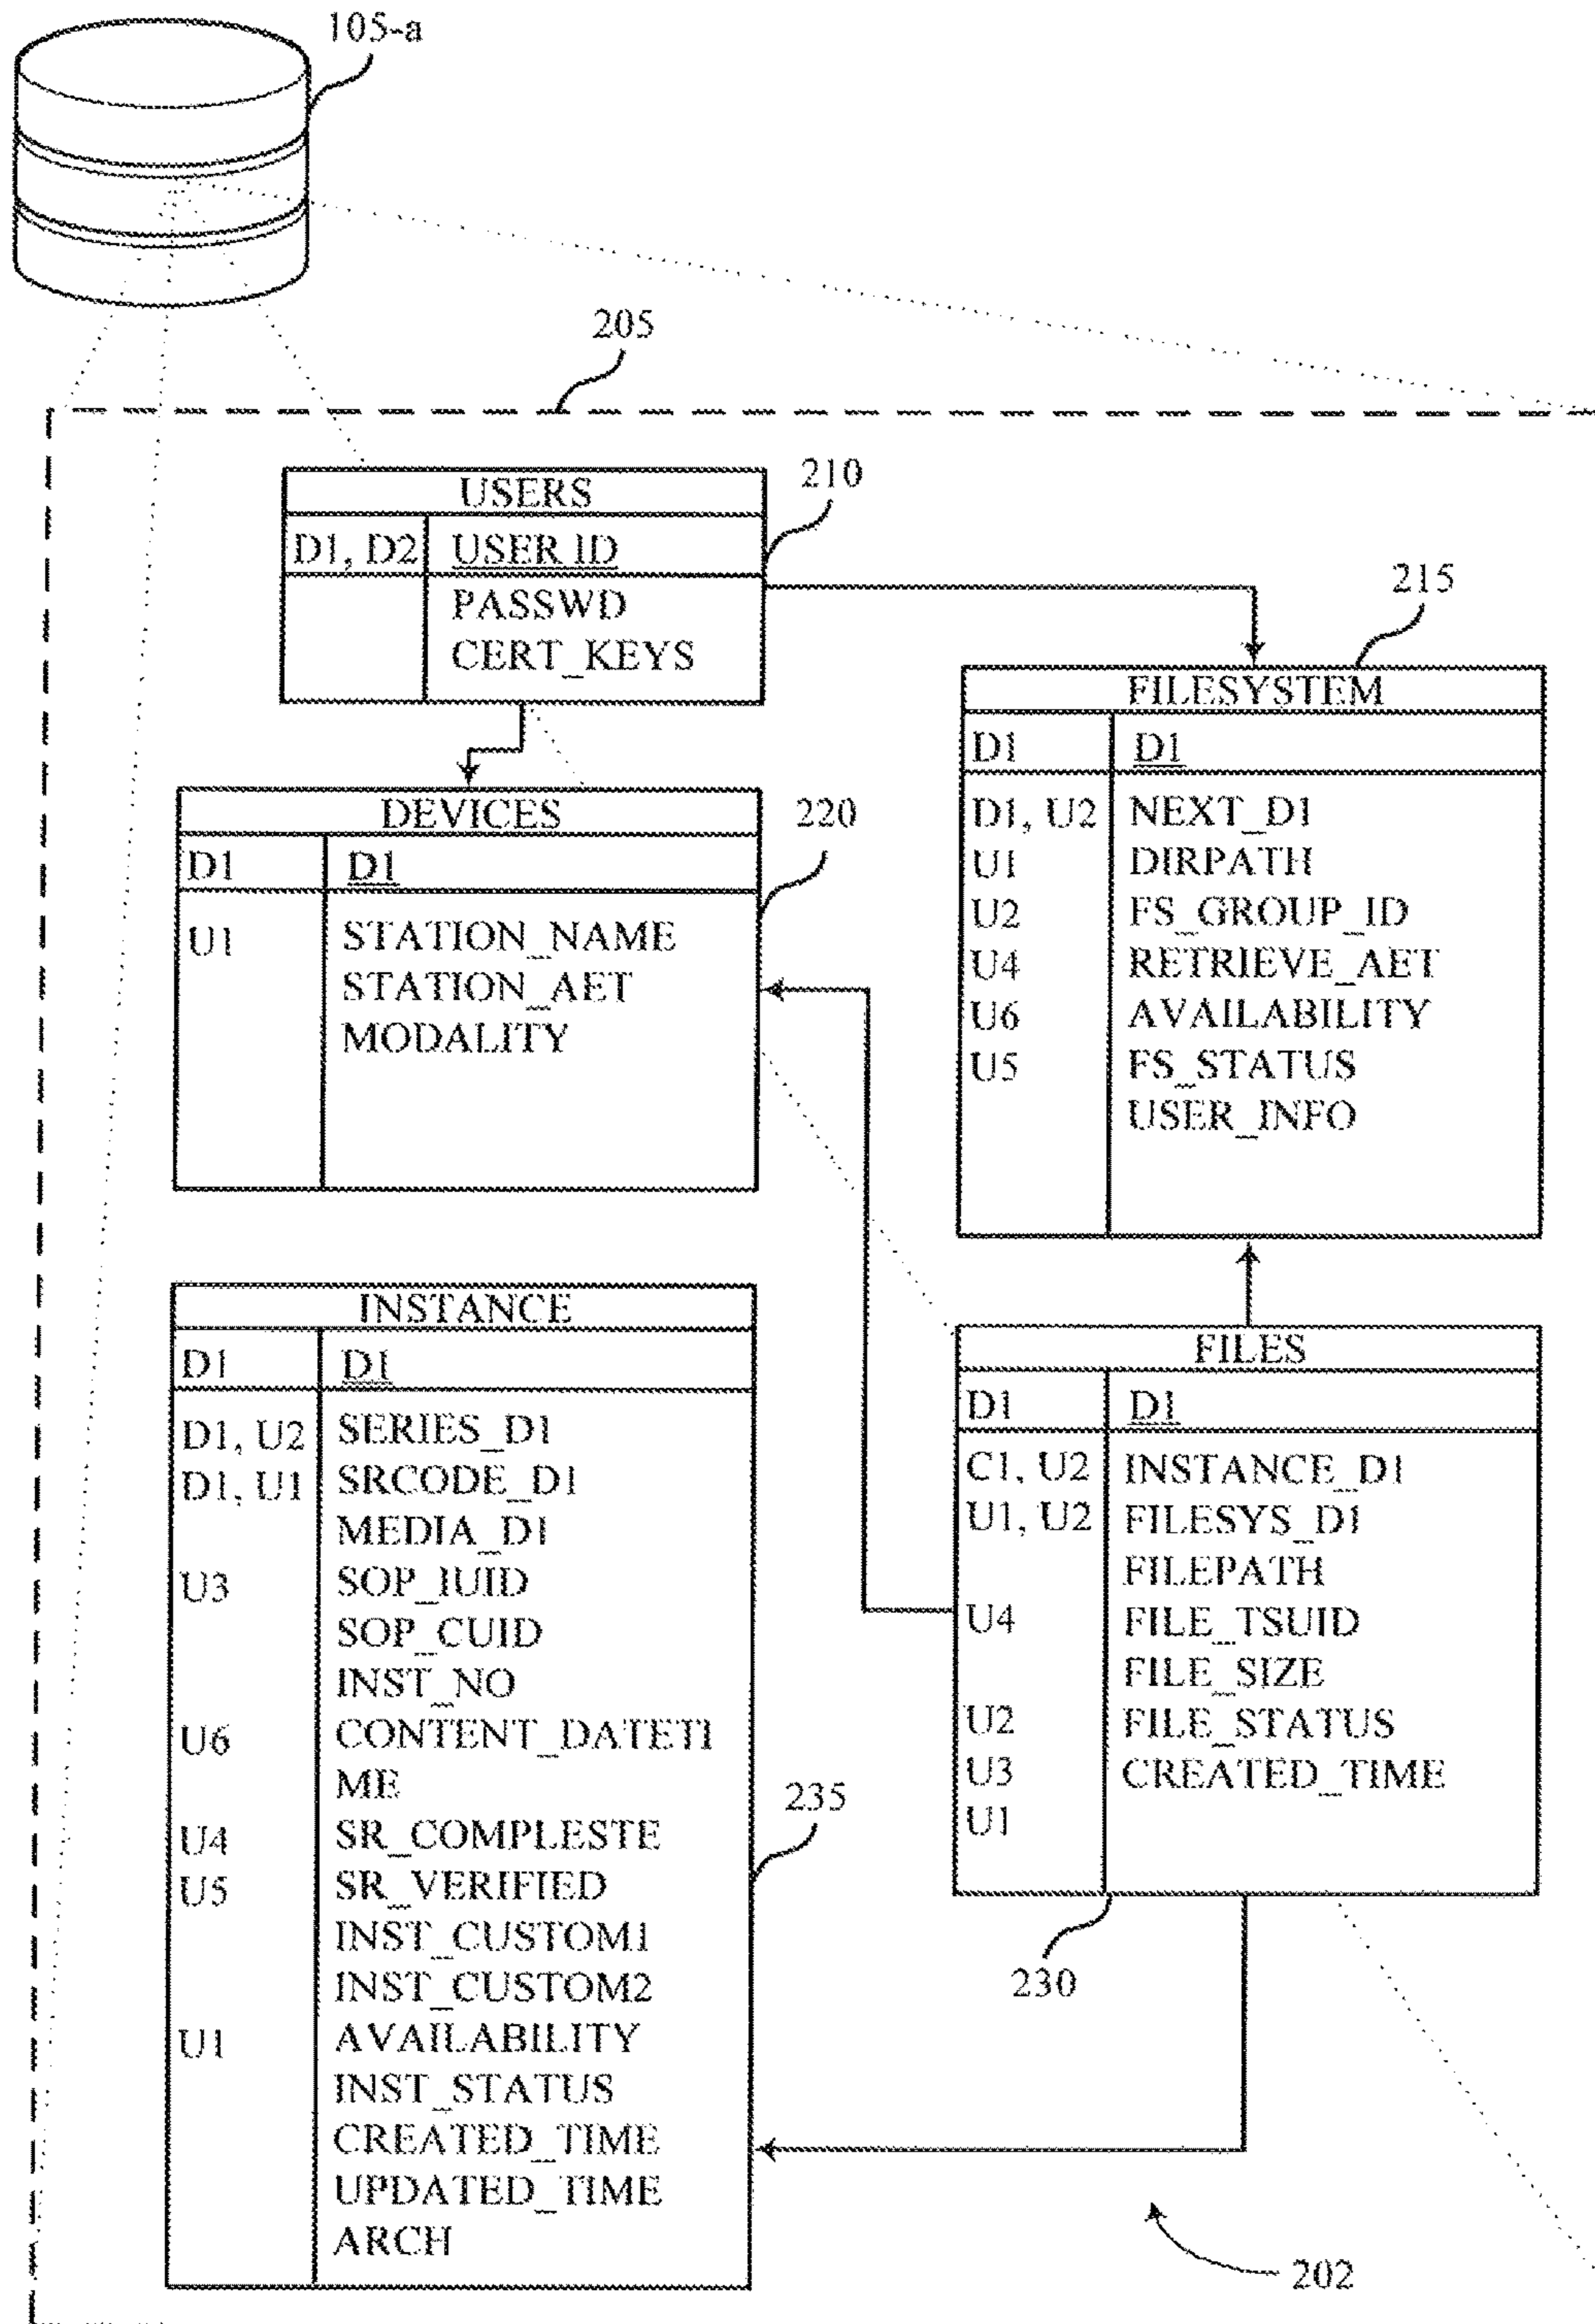 105-a
205
USERS
210
D1, D2 USER ID
PASSWD
CERT_KEYS
215
FILESYSTEM
D1 D1
D1, U2 NEXT_D1
U1 DIRPATH
U2 FS_GROUP_ID
U4 RETRIEVE_AET
U6 AVAILABILITY
U5 FS_STATUS
USER_INFO
DEVICES
220
D1 D1
U1 STATION_NAME
STATION_AET
MODALITY
INSTANCE
D1 D1
D1, U2 SERIES_D1
D1, U1 SRCODE_D1
MEDIA_D1
U3 SOP_IUID
SOP_CUID
INST_NO
U6 CONTENT_DATETI
ME
U4 SR_COMPLESTE
U5 SR_VERIFIED
INST_CUSTOM1
INST_CUSTOM2
U1 AVAILABILITY
INST_STATUS
CREATED_TIME
UPDATED_TIME
ARCH
235
FILES
D1 D1
C1, U2 INSTANCE_D1
U1, U2 FILESYS_D1
FILEPATH
U4 FILE_TSUID
FILE_SIZE
U2 FILE_STATUS
U3 CREATED_TIME
U1
230
202